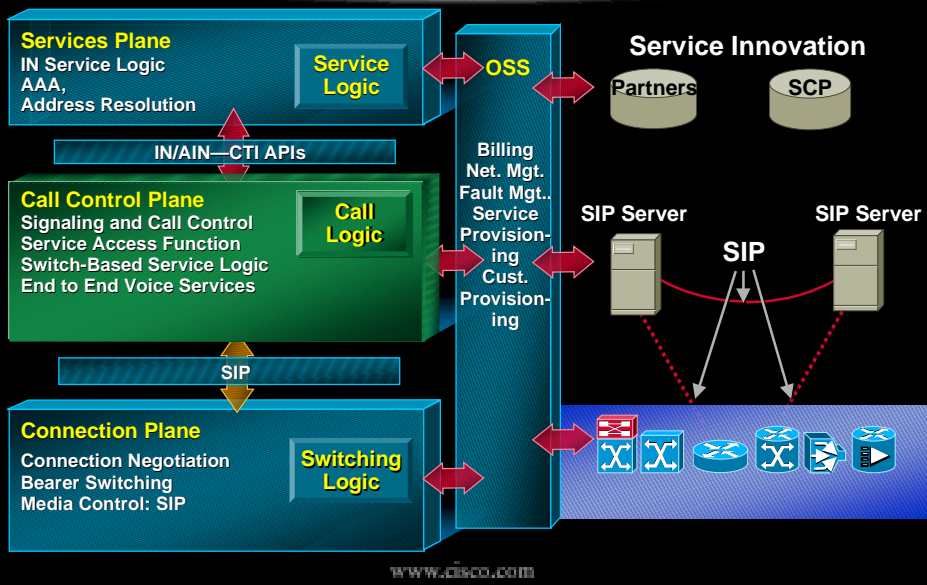 Services Plane
IN Service Logic
AAA,
Address Resolution
Service
Logic
IN/AIN—CTI APIs
Call Control Plane
Signaling and Call Control
Service Access Function
Switch-Based Service Logic
End to End Voice Services
Call
Logic
SIP
Connection Plane
Connection Negotiation
Bearer Switching
Media Control: SIP
Switching
Logic
OSS
Billing
Net. Mgt.
Fault Mgt..
Service
Provision-
ing
Cust.
Provision-
ing
Service Innovation
Partners
SCP
SIP Server
SIP Server
SIP
www.cisco.com